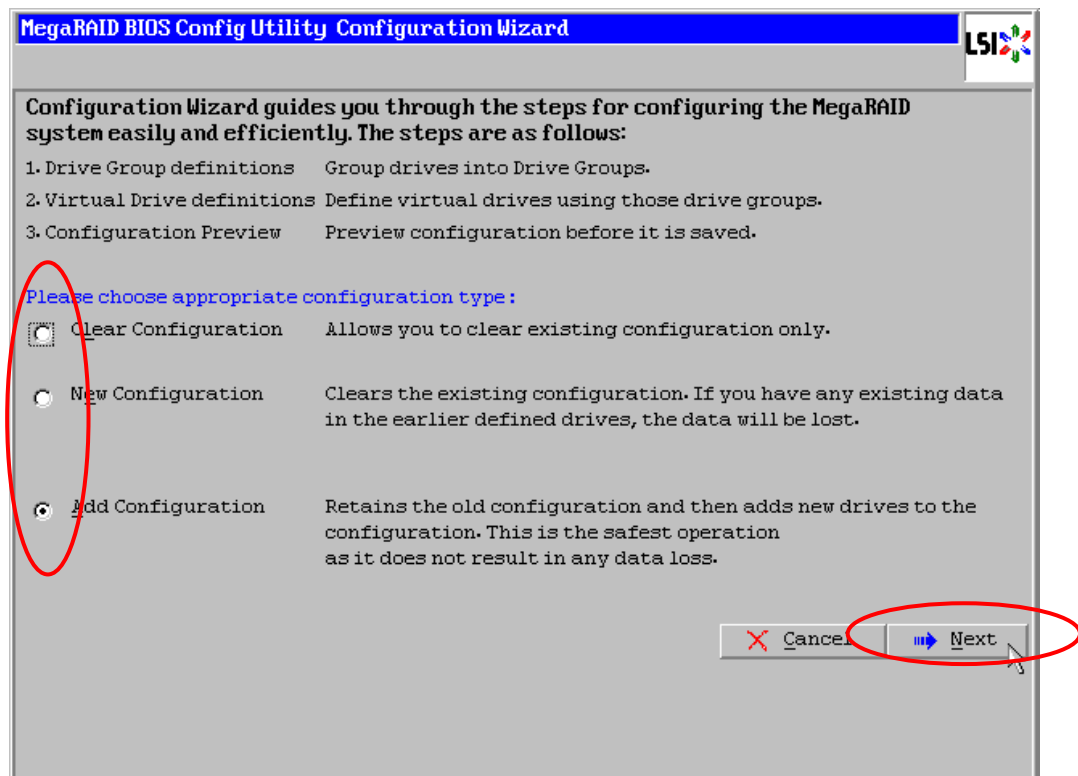 MegaRAID BIOS Config Utility Configuration Wizard
LSI
Configuration Wizard guides you through the steps for configuring the MegaRAID
system easily and efficiently. The steps are as follows:
1. Drive Group definitions Group drives into Drive Groups.
2. Virtual Drive definitions Define virtual drives using those drive groups.
3. Configuration Preview Preview configuration before it is saved.
Please choose appropriate configuration type:
Clear Configuration Allows you to clear existing configuration only.
New Configuration Clears the existing configuration. If you have any existing data
in the earlier defined drives, the data will be lost.
Add Configuration Retains the old configuration and then adds new drives to the
configuration. This is the safest operation
as it does not result in any data loss.
Cancel Next